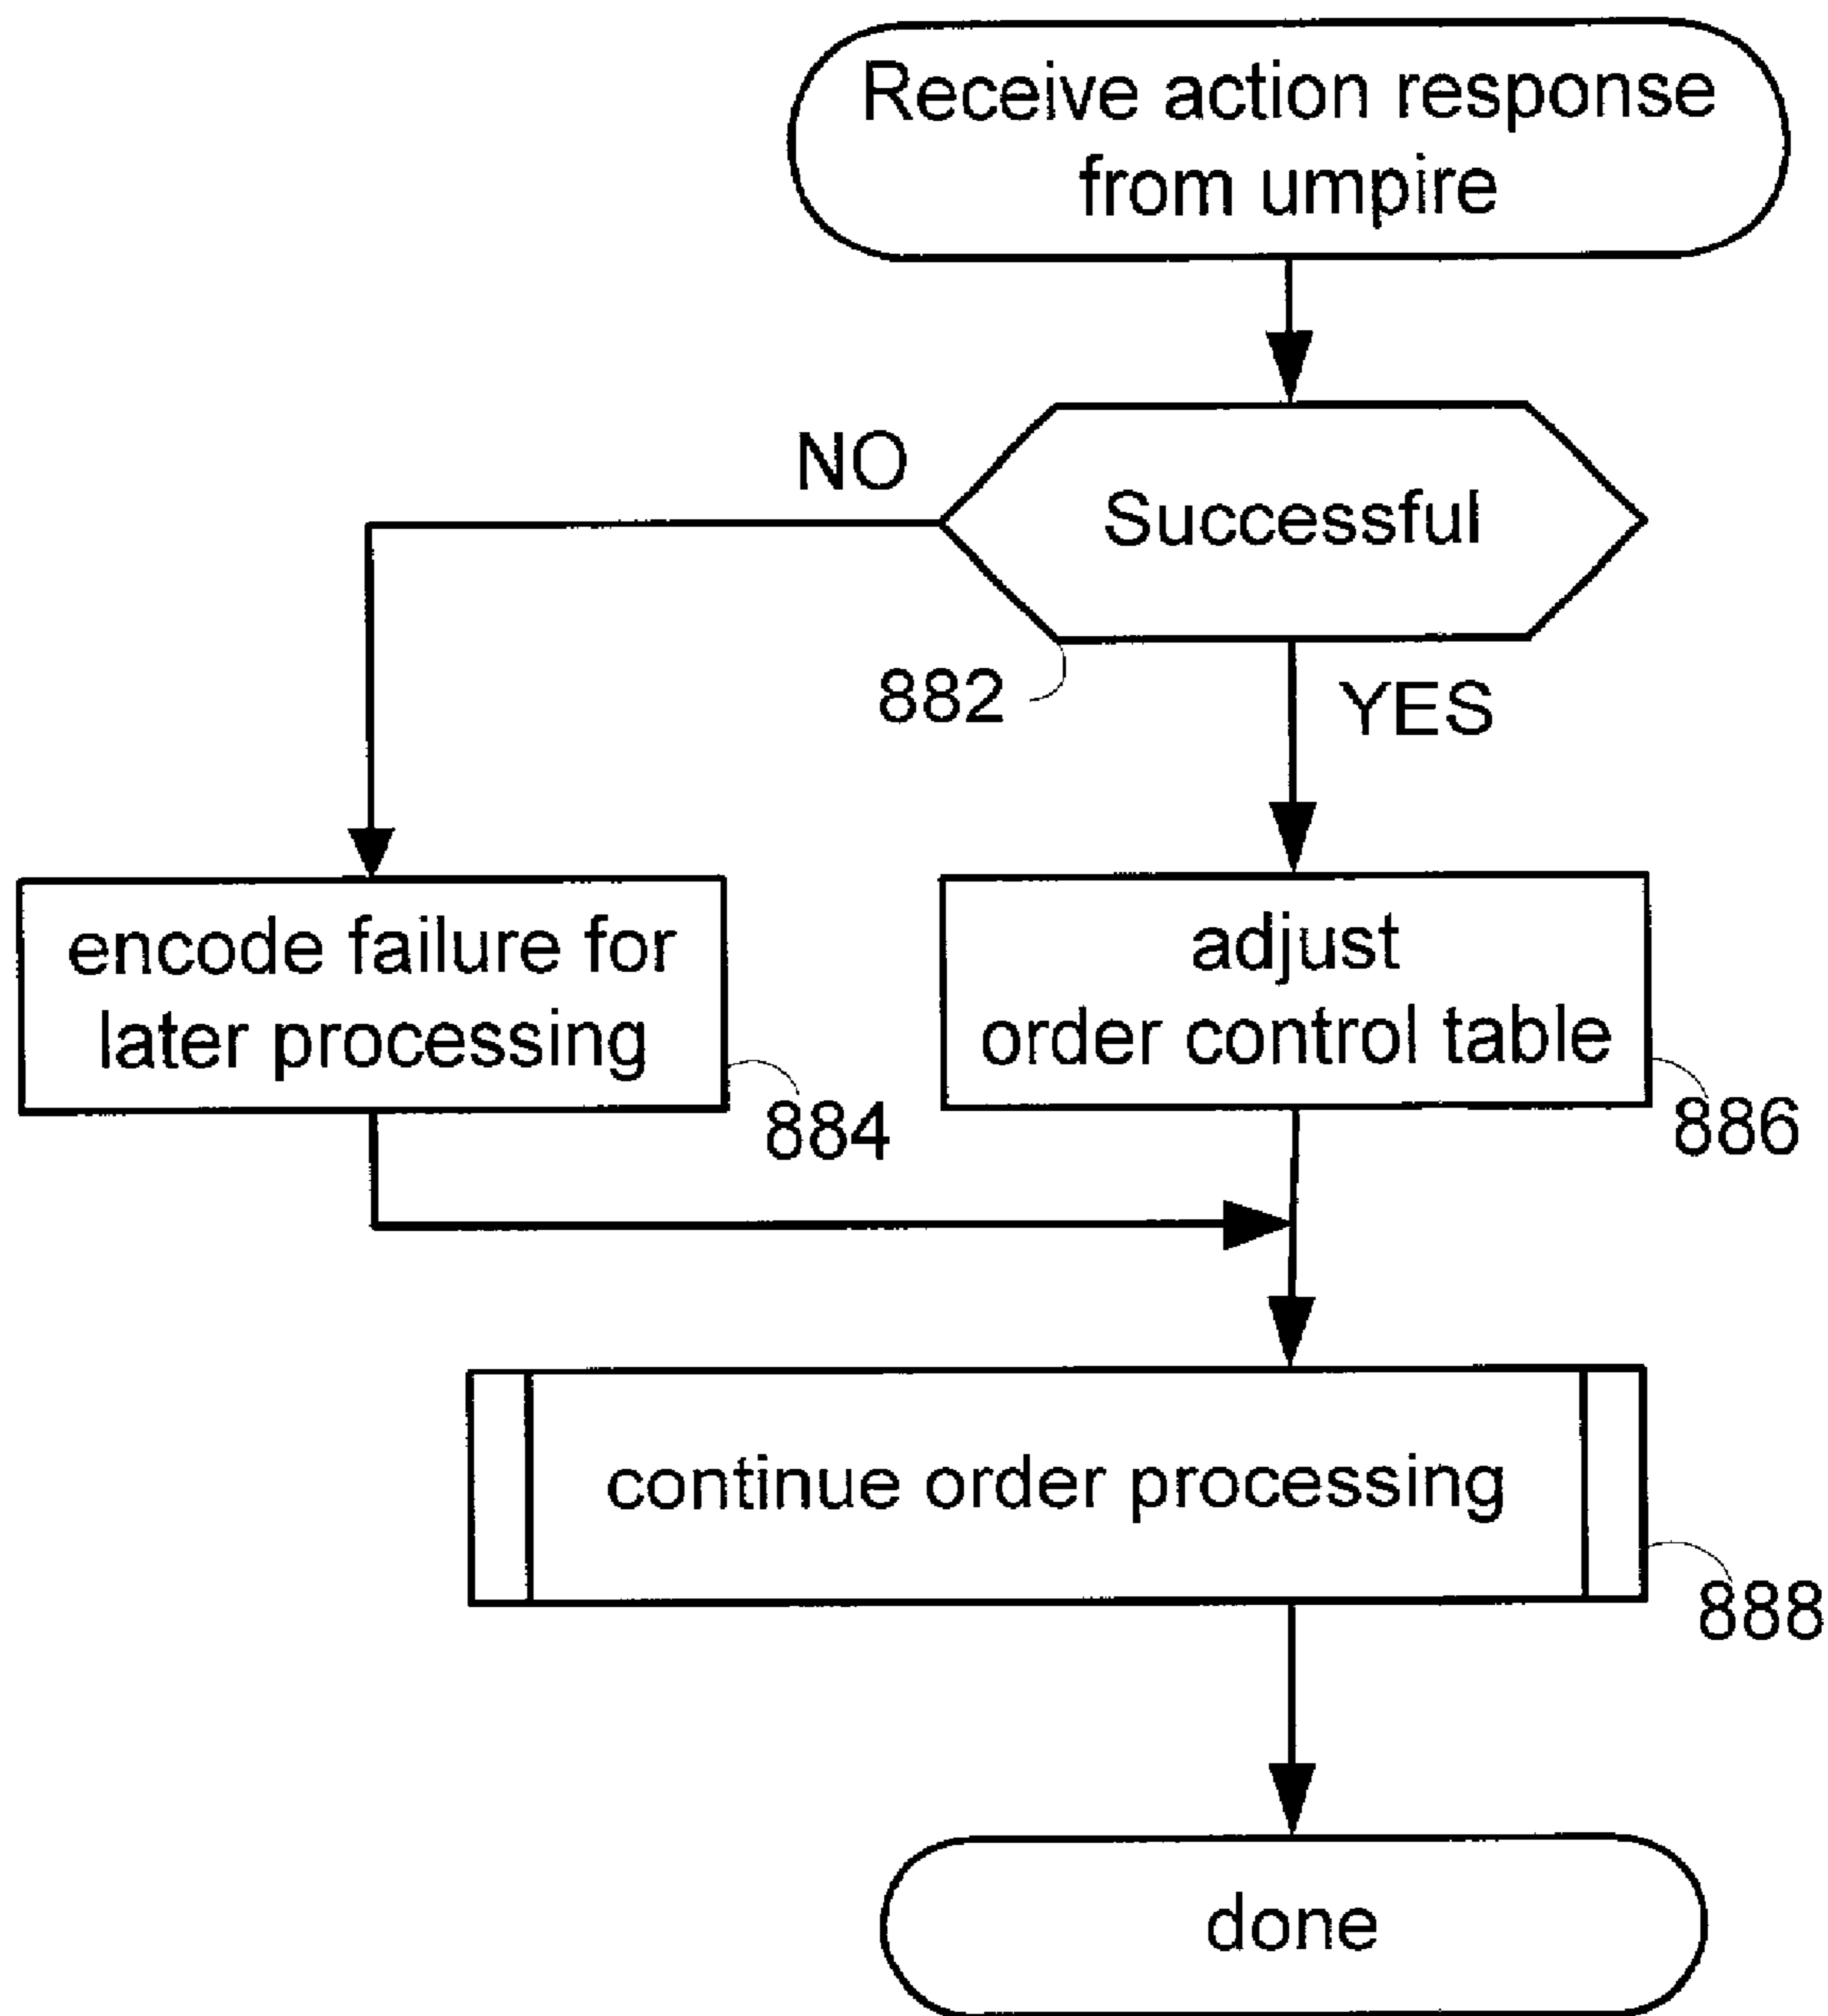 Receive action response
from umpire
NO
Successful
882
YES
encode failure for
later processing
884
adjust
order control table
886
continue order processing
888
done